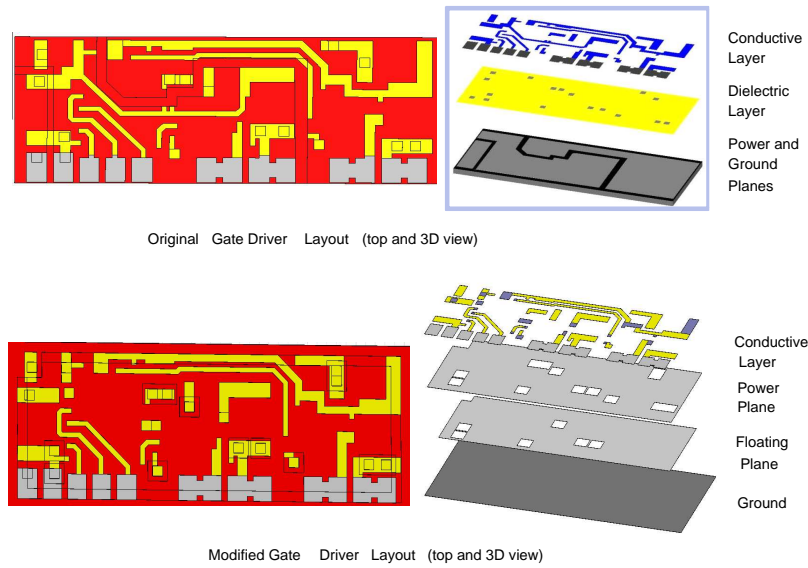 Conductive
Layer
Dielectric
Layer
Power and
Ground
Planes
Original Gate Driver Layout (top and 3D view)
Conductive
Layer
Power
Plane
Floating
Plane
Ground
Modified Gate Driver Layout (top and 3D view)